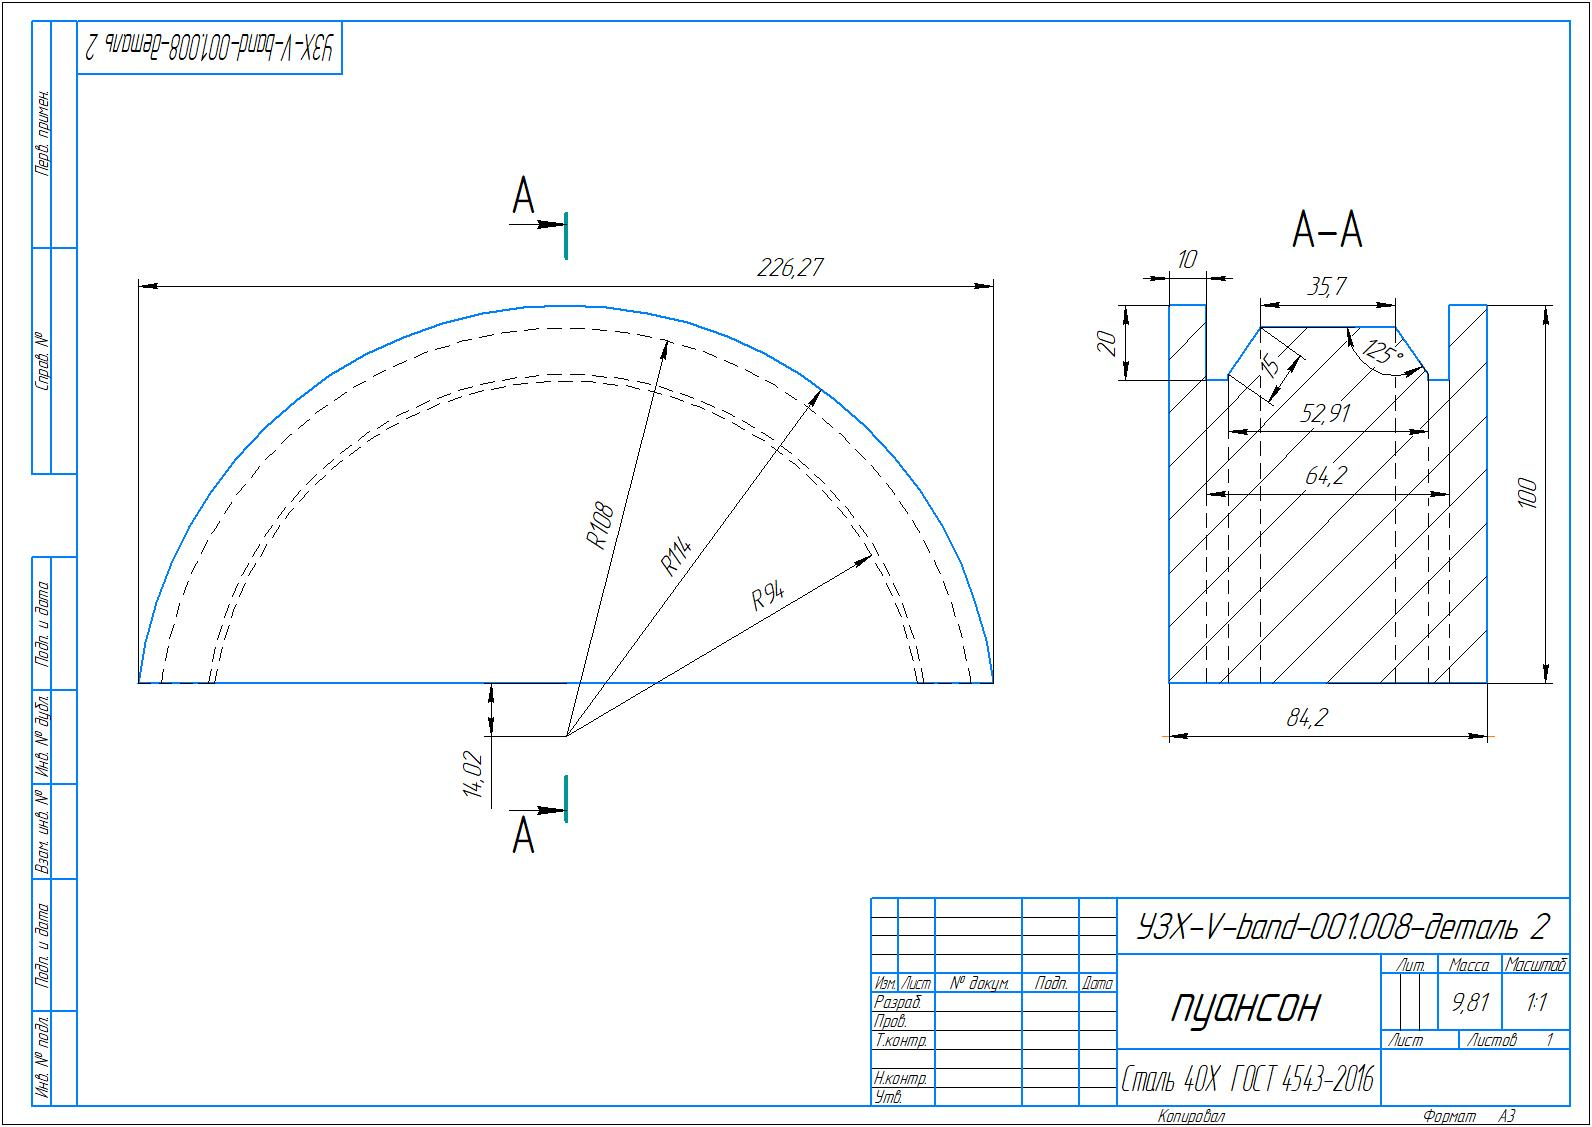 УЗХ-V-band-001.008-деталь 2
Перв. примен.
Справ. №
Подп. и дата
Инв. № дубл.
Взам. инв. №
Подп. и дата
Инв. № подл.
А
226,27
R108
R114
R94
14,02
А
А-А
10
35,7
20
15
125°
52,91
64,2
100
84,2
УЗХ-V-band-001.008-деталь 2
Лит. Масса Масштаб
Изм. Лист № докум. Подп. Дата
Разраб.
пуансон
9,81 1:1
Пров.
Т.контр.
Лист Листов 1
Н.контр.
Сталь 40Х ГОСТ 4543-2016
Утв.
Копировал Формат А3